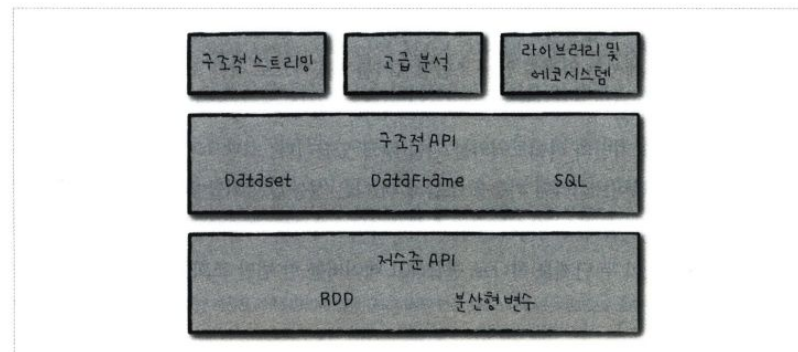 구조적 스트리밍
고급 분석
라이브러리 및
에코시스템
구조적 API
Dataset DataFrame SQL
저수준 API
RDD 분산형 변수